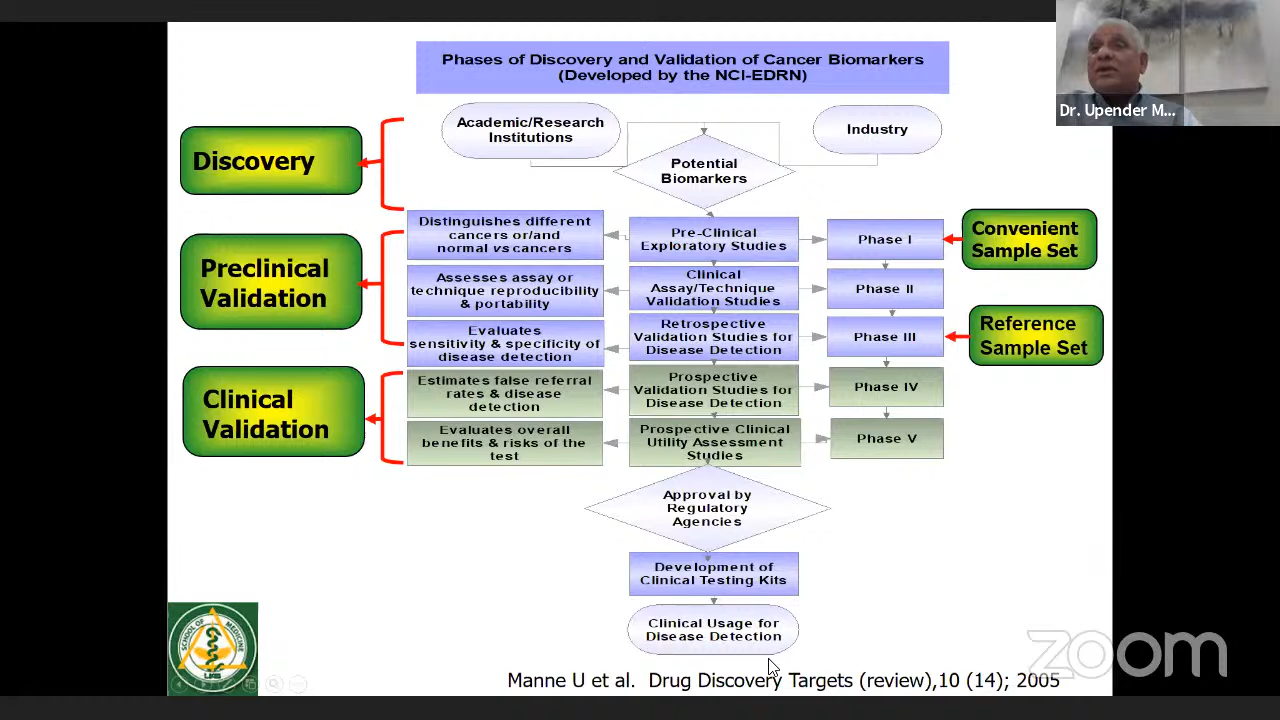 Phases of Discovery and Validation of Cancer Biomarkers
(Developed by the NCI-EDRN)
Dr. Upender M...
Academic/Research
Institutions
Industry
Discovery
Potential
Biomarkers
Distinguishes different
cancers or/and
normal vs cancers
Pre-Clinical
Exploratory Studies
Phase I
Convenient
Sample Set
Preclinical
Validation
Assesses assay or
technique reproducibility
& portability
Clinical
Assay/Technique
Validation Studies
Phase II
Evaluates
sensitivity & specificity of
disease detection
Retrospective
Validation Studies for
Disease Detection
Phase III
Reference
Sample Set
Clinical
Validation
Estimates false referral
rates & disease
detection
Prospective
Validation Studies for
Disease Detection
Phase IV
Evaluates overall
benefits & risks of the
test
Prospective Clinical
Utility Assessment
Studies
Phase V
Approval by
Regulatory
Agencies
Development of
Clinical Testing Kits
Clinical Usage for
Disease Detection
SCHOOL OF MEDICINE
zoom
Manne U et al. Drug Discovery Targets (review),10 (14); 2005